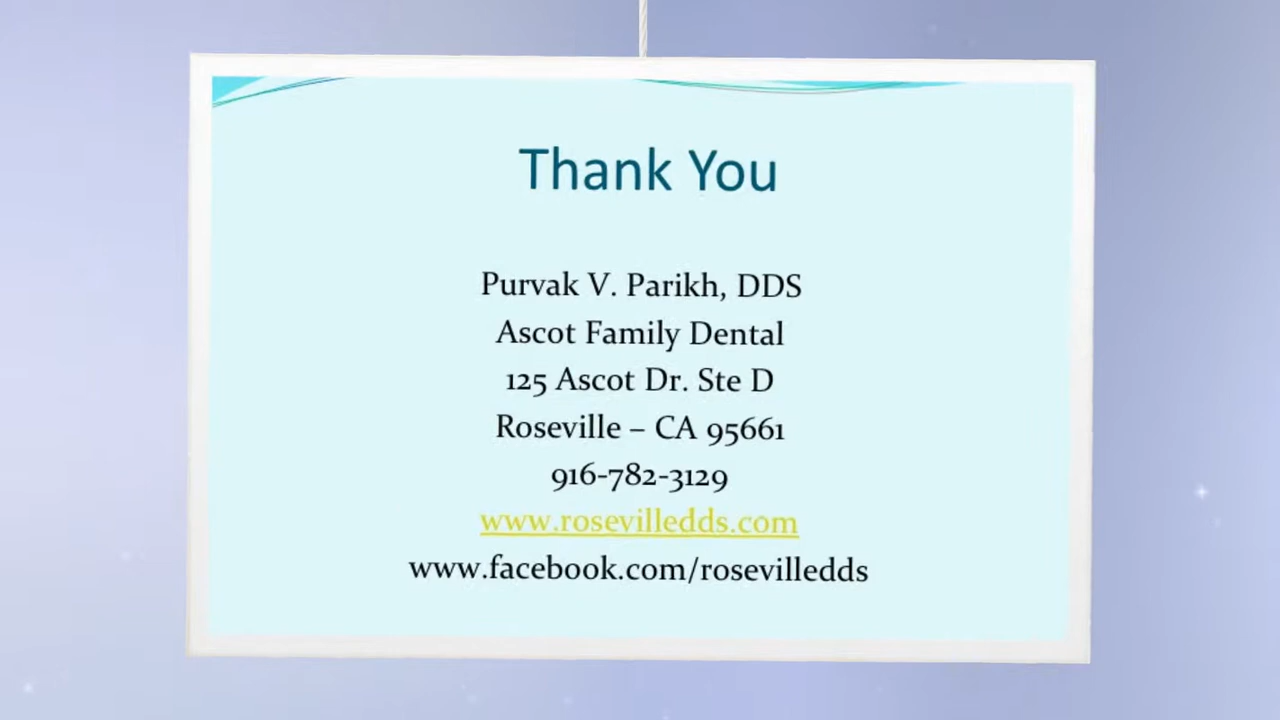 Thank You
Purvak V. Parikh, DDS
Ascot Family Dental
125 Ascot Dr. Ste D
Roseville – CA 95661
916-782-3129
www.rosevilledds.com
www.facebook.com/rosevilledds